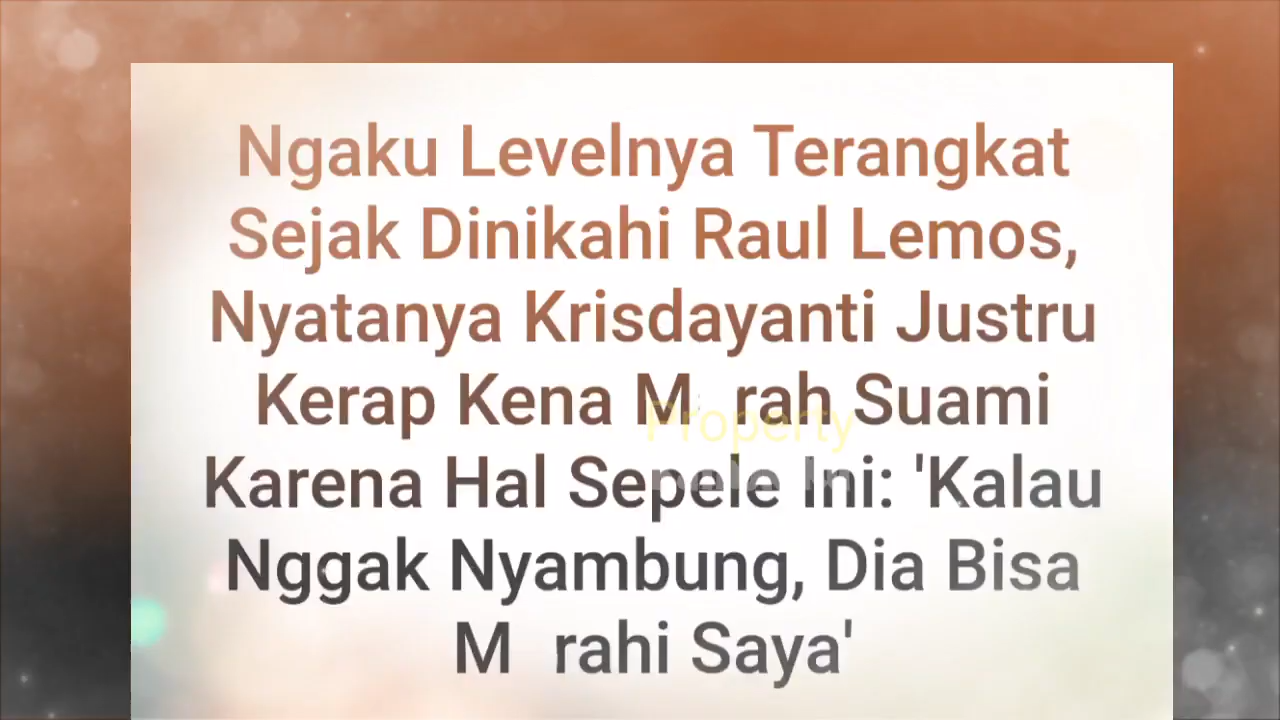 Ngaku Levelnya Terangkat
Sejak Dinikahi Raul Lemos,
Nyatanya Krisdayanti Justru
Kerap Kena M rah Suami
Property
Karena Hal Sepele Ini: 'Kalau
Nggak Nyambung, Dia Bisa
M rahi Saya'